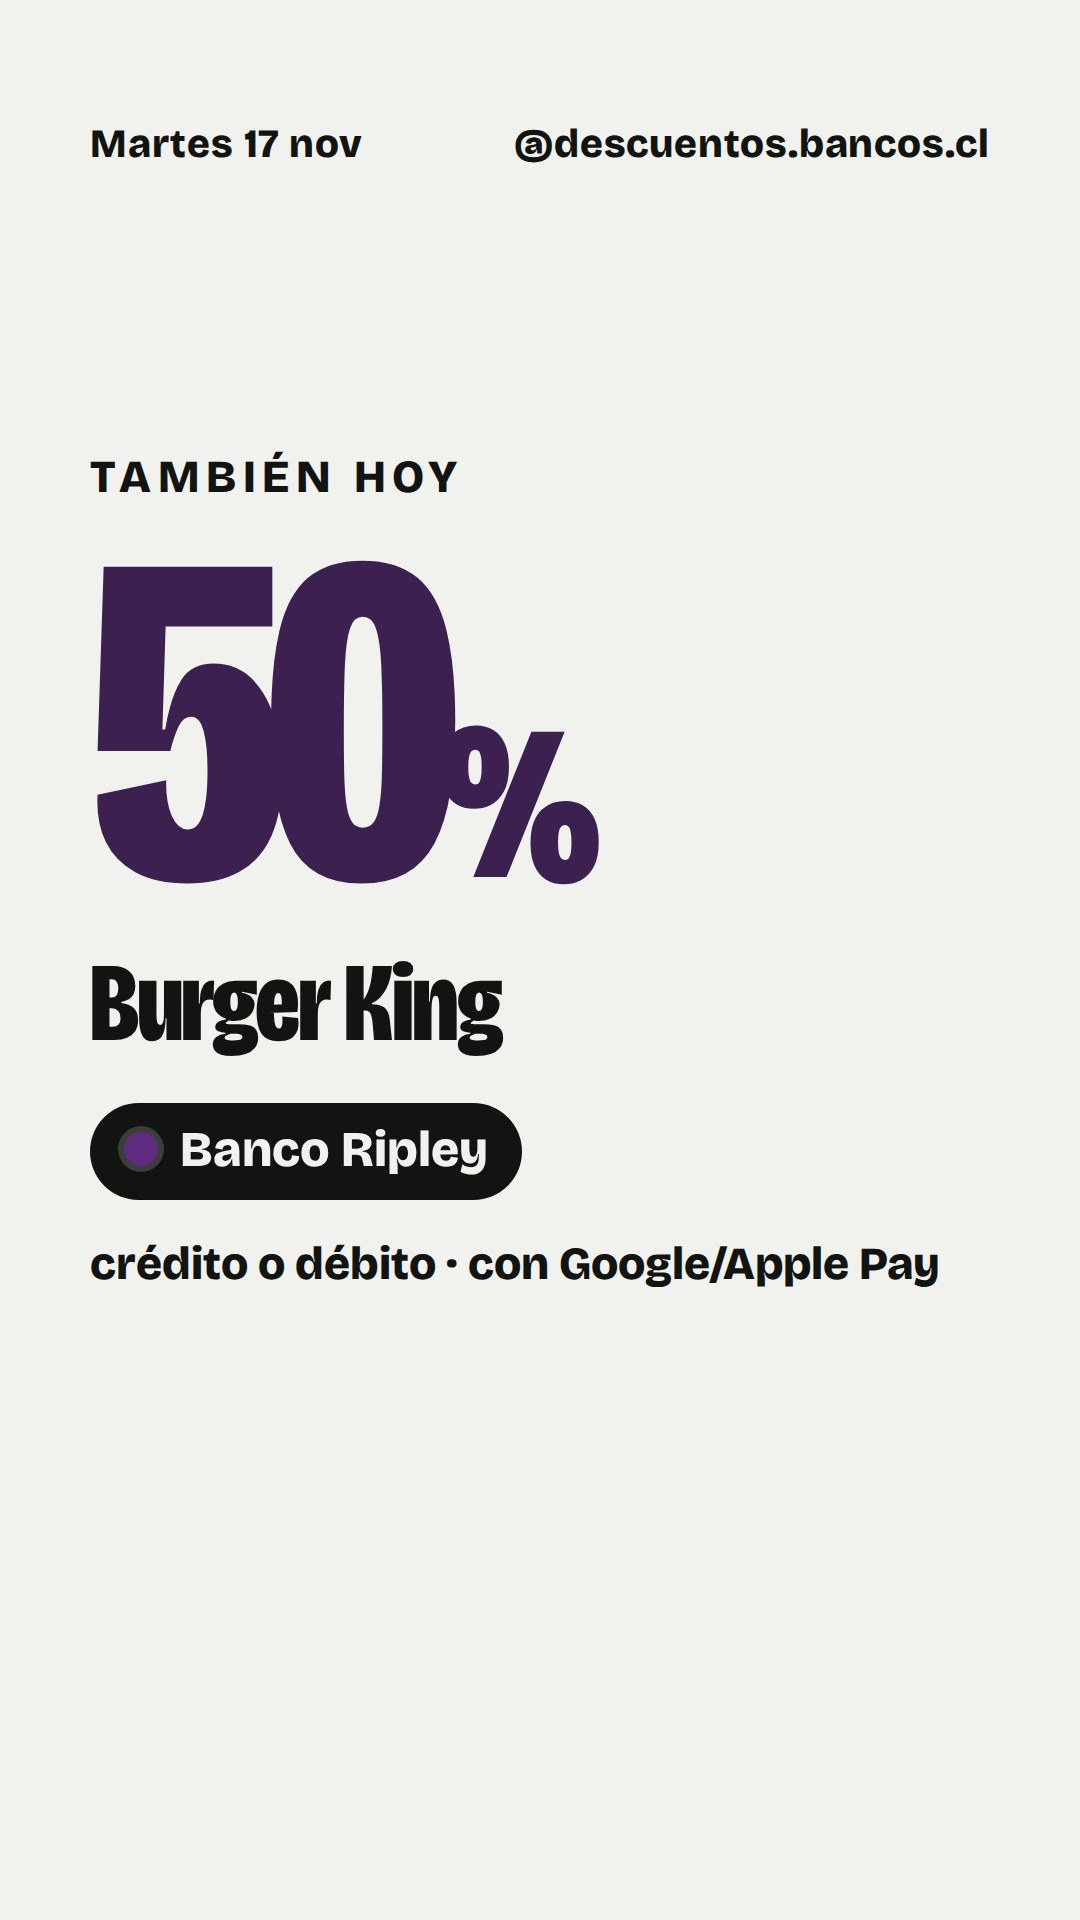 Martes 17 nov
@descuentos.bancos.cl
TAMBIÉN HOY
50%
Burger King
Banco Ripley
crédito o débito · con Google/Apple Pay